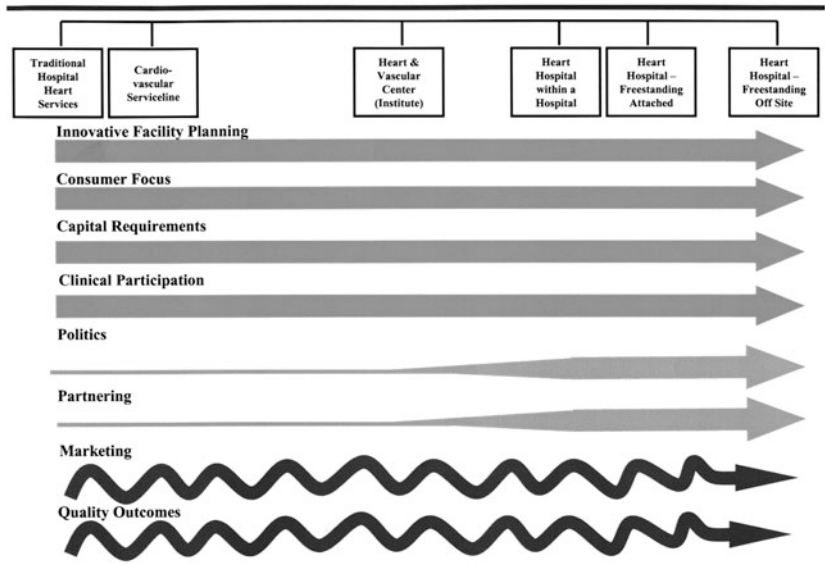 Traditional
Hospital
Heart
Services
Cardio-
vascular
Serviceline
Heart &
Vascular
Center
(Institute)
Heart
Hospital
within a
Hospital
Heart
Hospital –
Freestanding
Attached
Heart
Hospital –
Freestanding
Off Site
Innovative Facility Planning
Consumer Focus
Capital Requirements
Clinical Participation
Politics
Partnering
Marketing
Quality Outcomes